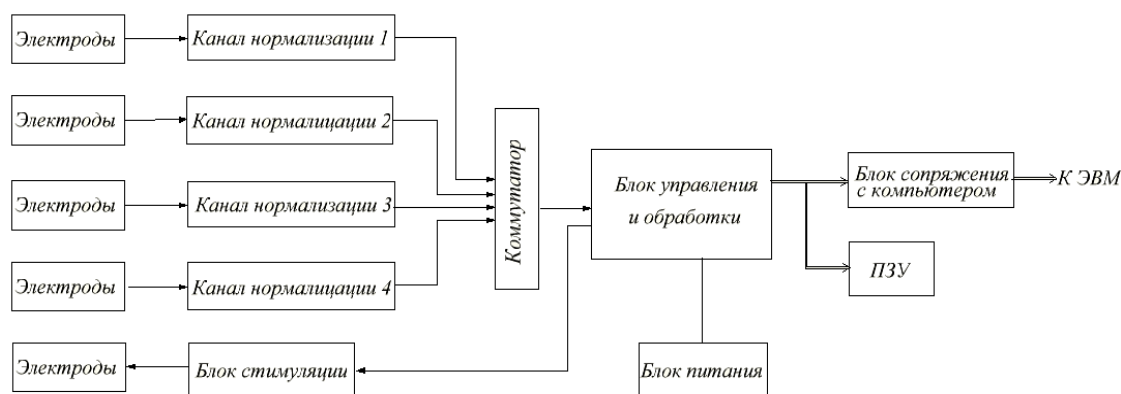 Электроды
Канал нормализации 1
Электроды
Канал нормалицации 2
Электроды
Канал нормализации 3
Электроды
Канал нормалицации 4
Электроды
Блок стимуляции
Коммутатор
Блок управления
и обработки
Блок питания
Блок сопряжения
с компьютером
К ЭВМ
ПЗУ